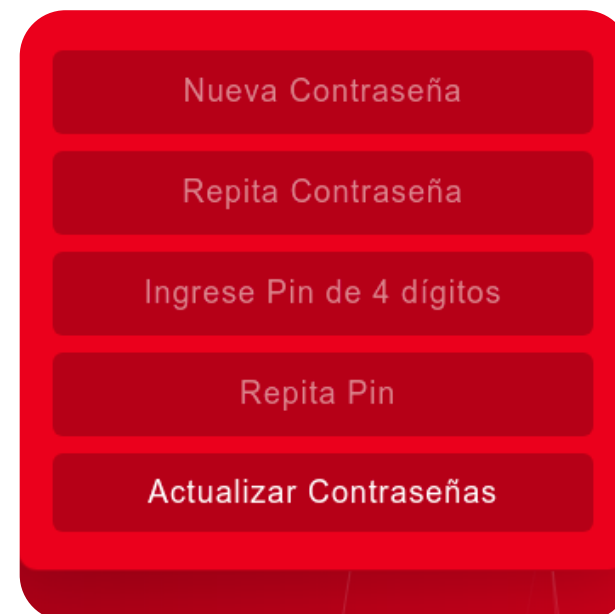 Nueva Contraseña
Repita Contraseña
Ingrese Pin de 4 dígitos
Repita Pin
Actualizar Contraseñas